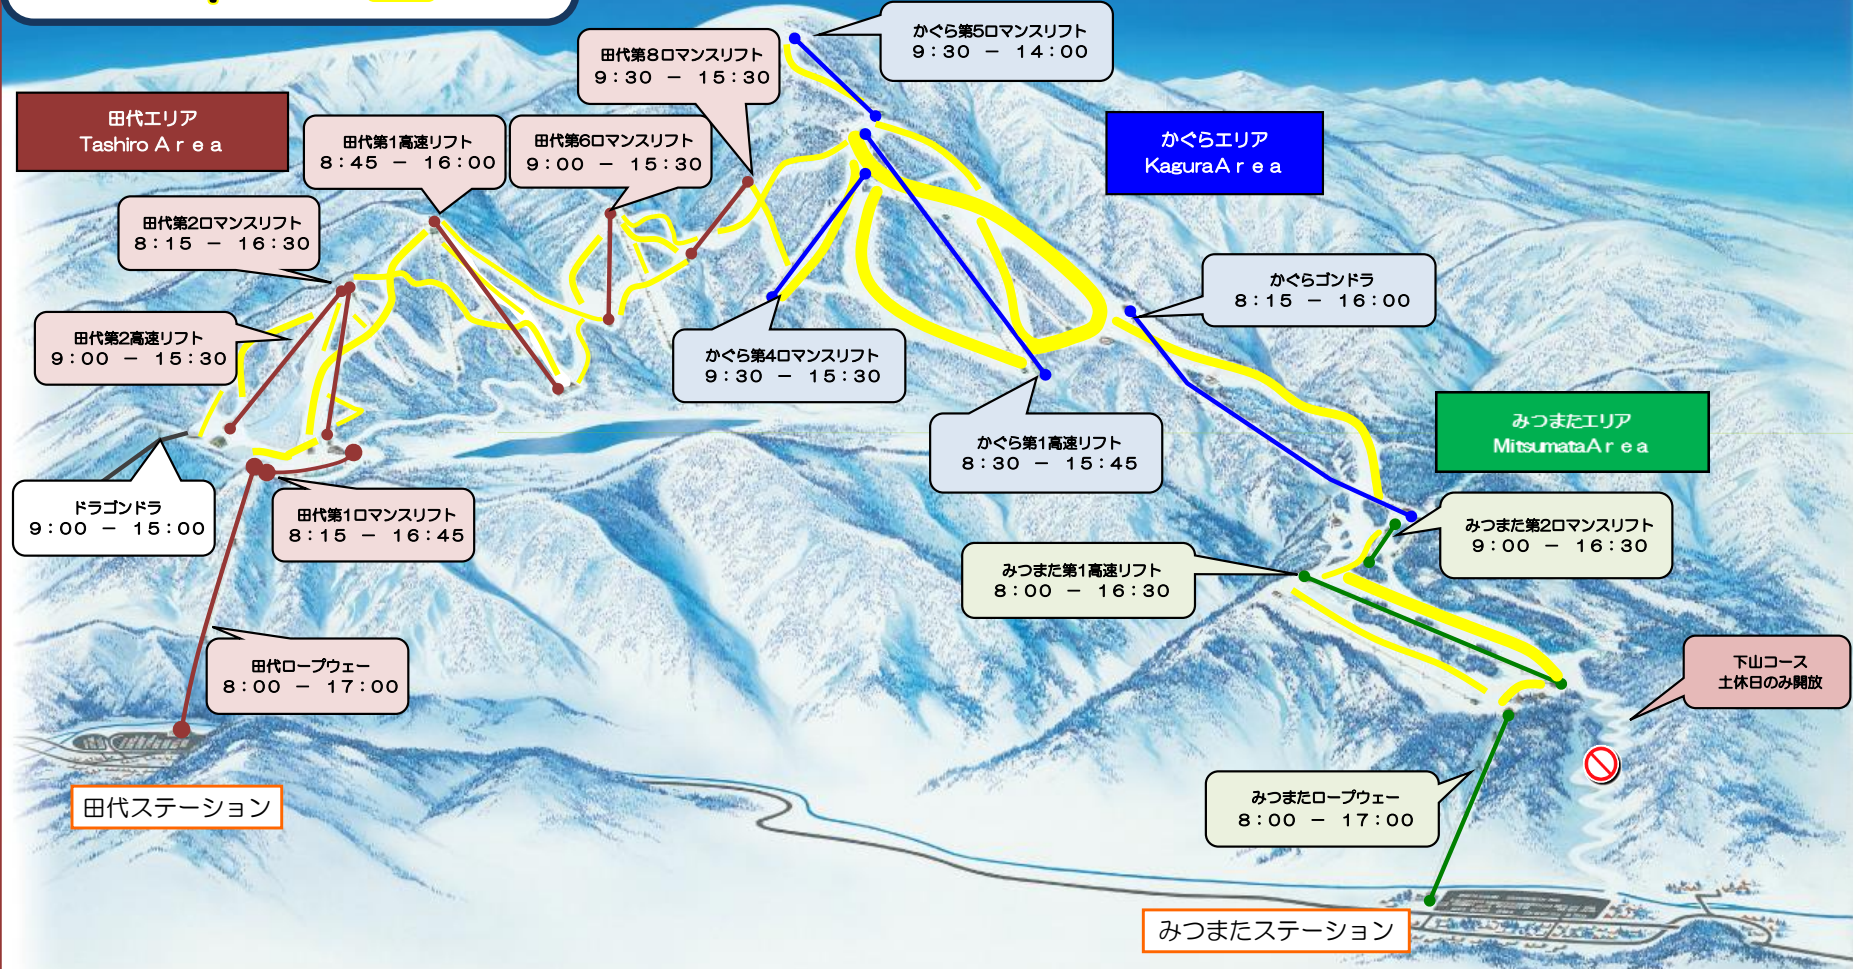 かぐら第5ロマンスリフト
9:30 － 14:00
田代第8ロマンスリフト
9:30 － 15:30
田代エリア
Tashiro Area
田代第1高速リフト
8:45 － 16:00
田代第6ロマンスリフト
9:00 － 15:30
かぐらエリア
KaguraArea
田代第2ロマンスリフト
8:15 － 16:30
かぐらゴンドラ
8:15 － 16:00
田代第2高速リフト
9:00 － 15:30
かぐら第4ロマンスリフト
9:30 － 15:30
みつまたエリア
MitsumataArea
かぐら第1高速リフト
8:30 － 15:45
ドラゴンドラ
9:00 － 15:00
田代第1ロマンスリフト
8:15 － 16:45
みつまた第2ロマンスリフト
9:00 － 16:30
みつまた第1高速リフト
8:00 － 16:30
田代ロープウェー
8:00 － 17:00
下山コース
土休日のみ開放
田代ステーション
みつまたロープウェー
8:00 － 17:00
みつまたステーション